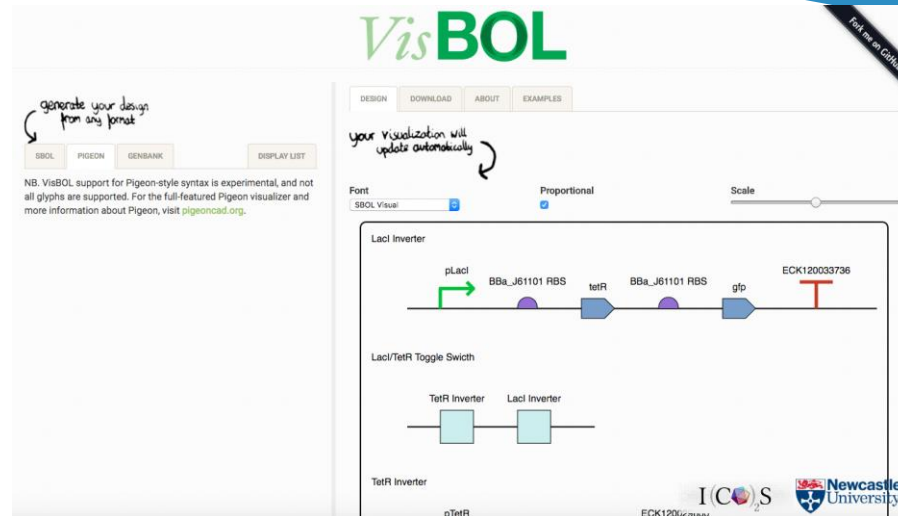 VisBOL
Fork me on GitHub
generate your design
from any format
SBOL PIGEON GENBANK DISPLAY LIST
NB. VisBOL support for Pigeon-style syntax is experimental, and not
all glyphs are supported. For the full-featured Pigeon visualizer and
more information about Pigeon, visit pigeoncad.org.
DESIGN DOWNLOAD ABOUT EXAMPLES
your visualization will
update automatically
Font Proportional Scale
SBOL Visual
LacI Inverter
pLacI BBa_J61101 RBS tetR BBa_J61101 RBS gfp ECK120033736
LacI/TetR Toggle Swicth
TetR Inverter LacI Inverter
TetR Inverter
pTetR
I(CO)2S
Newcastle
University